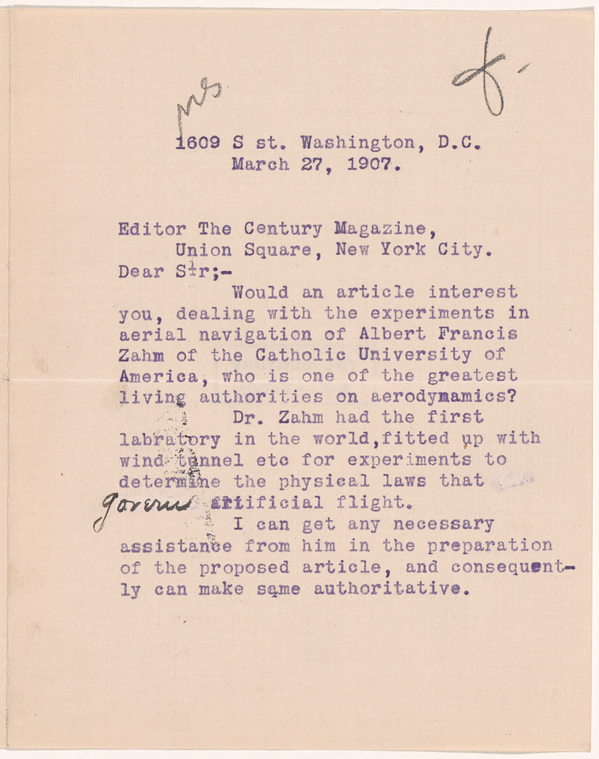 mes
1609 S st. Washington, D.C.
March 27, 1907.
Editor The Century Magazine,
Union Square, New York City.
Dear Sir;-
Would an article interest
you, dealing with the experiments in
aerial navigation of Albert Francis
Zahm of the Catholic University of
America, who is one of the greatest
living authorities on aerodynamics?
Dr. Zahm had the first
labratory in the world,fitted up with
wind tunnel etc for experiments to
determine the physical laws that
govern artificial flight.
I can get any necessary
assistance from him in the preparation
of the proposed article, and consequent-
ly can make same authoritative.